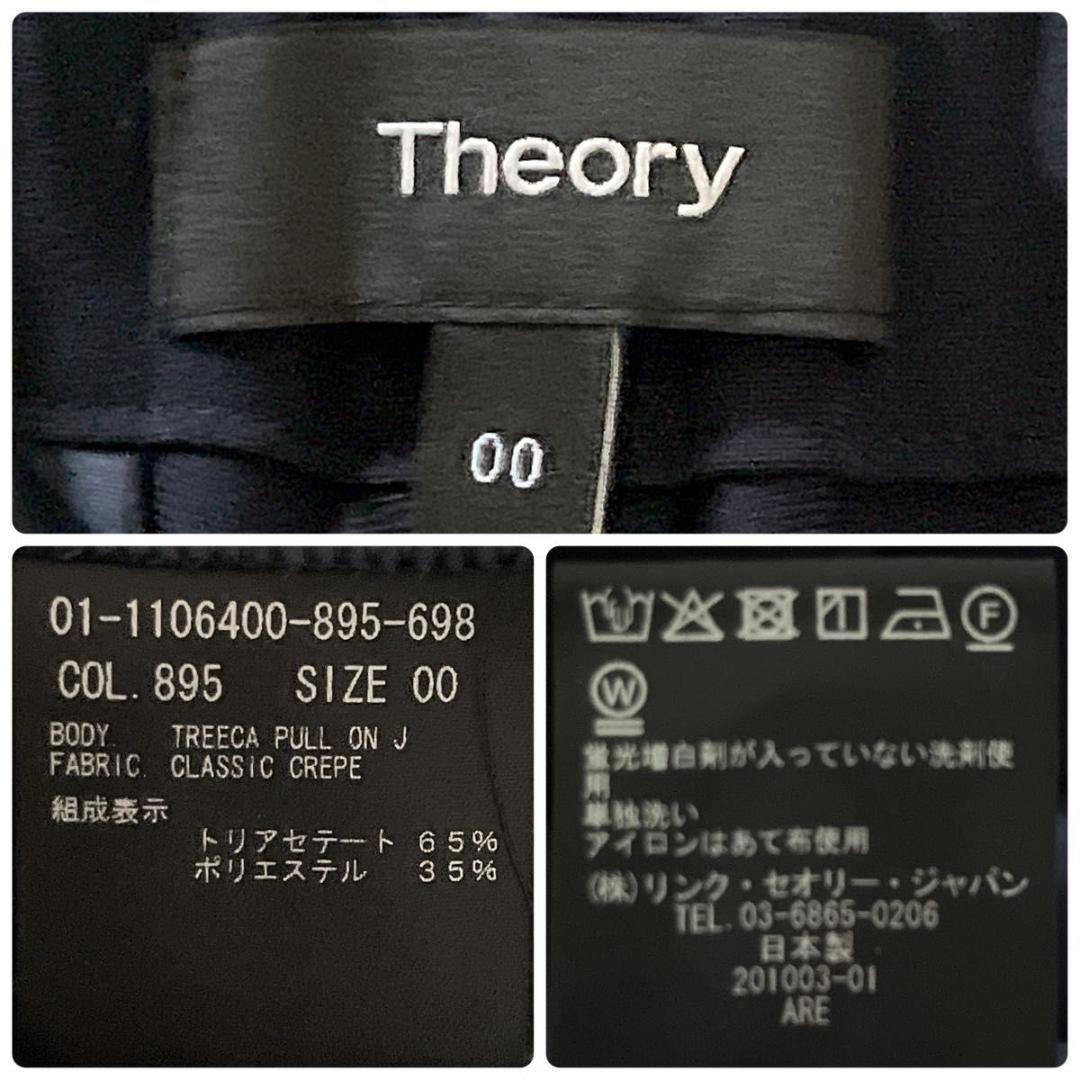 Theory
00
01-1106400-895-698
COL. 895 SIZE 00
BODY. TREECA PULL ON J
FABRIC. CLASSIC CREPE
組成表示
トリアセテート 65%
ポリエステル 35%
F
W
蛍光増白剤が入っていない洗剤使
用
単独洗い
アイロンはあて布使用
(株)リンク・セオリー・ジャパン
TEL. 03-6865-0206
日本製
201003-01
ARE